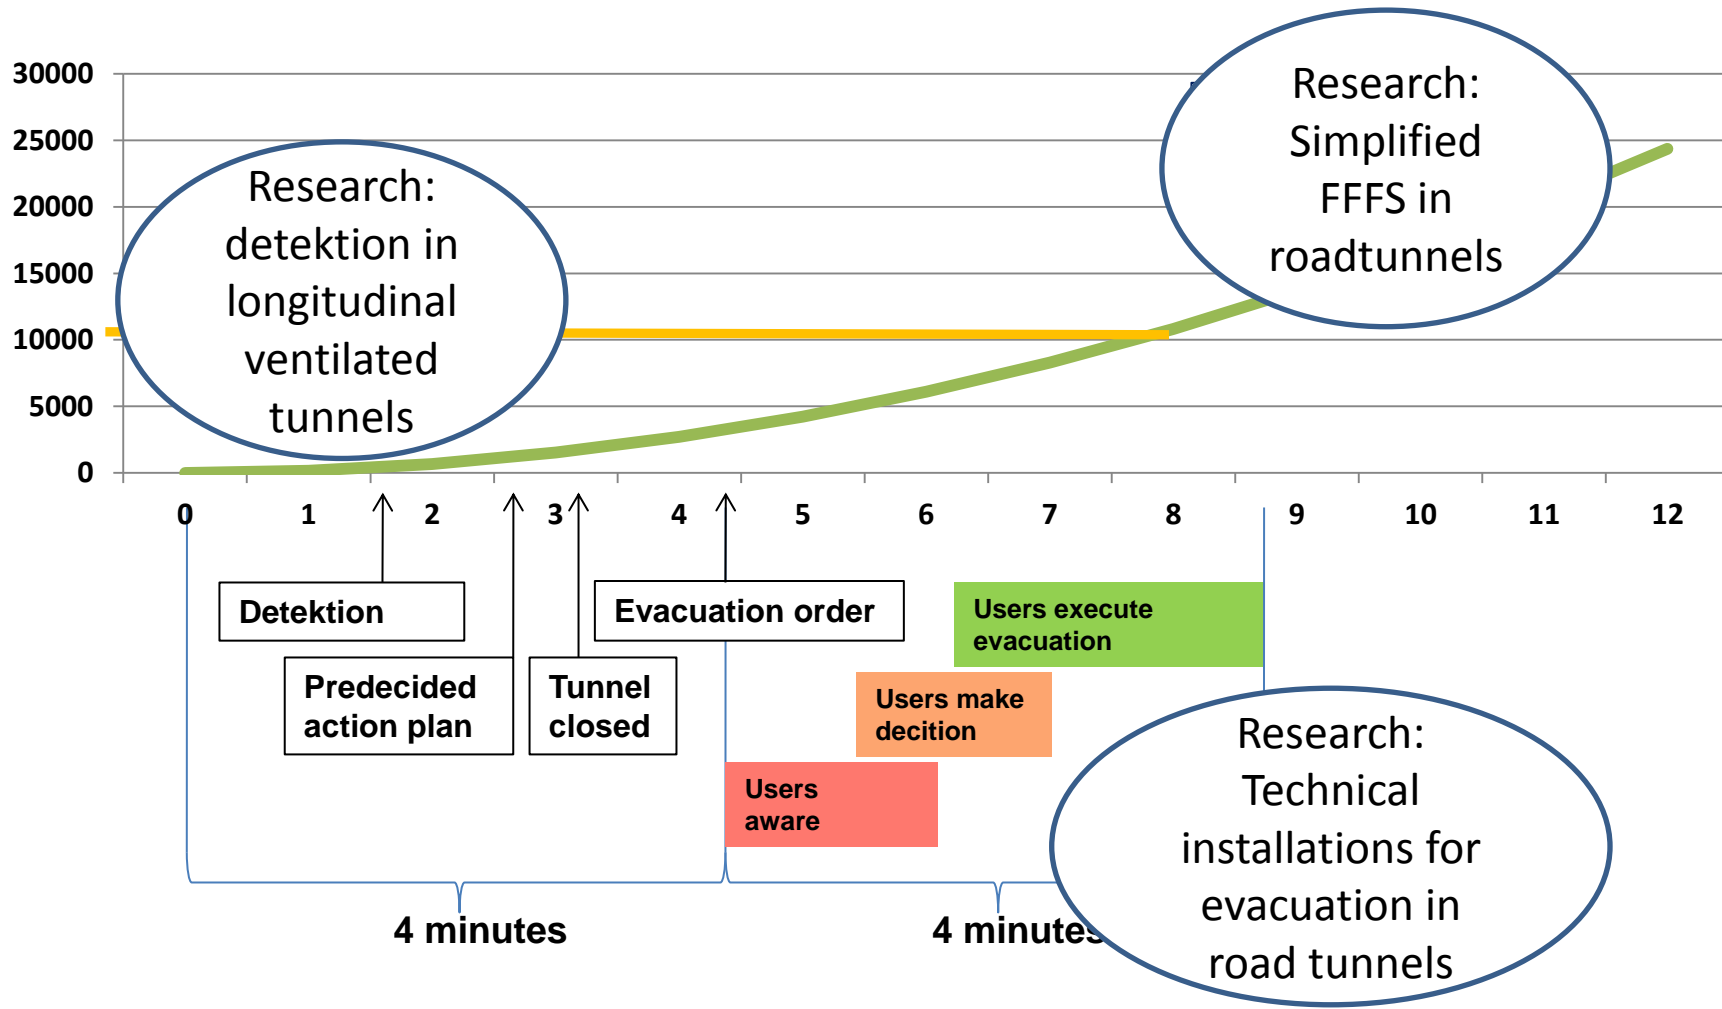 30000
25000
20000
15000
10000
5000
0
Research:
detektion in
longitudinal
ventilated
tunnels
Research:
Simplified
FFFS in
roadtunnels
0 1 2 3 4 5 6 7 8 9 10 11 12
Detektion
Evacuation order
Predecided
action plan
Tunnel
closed
Users execute
evacuation
Users make
decition
Users
aware
Research:
Technical
installations for
evacuation in
road tunnels
4 minutes
4 minutes